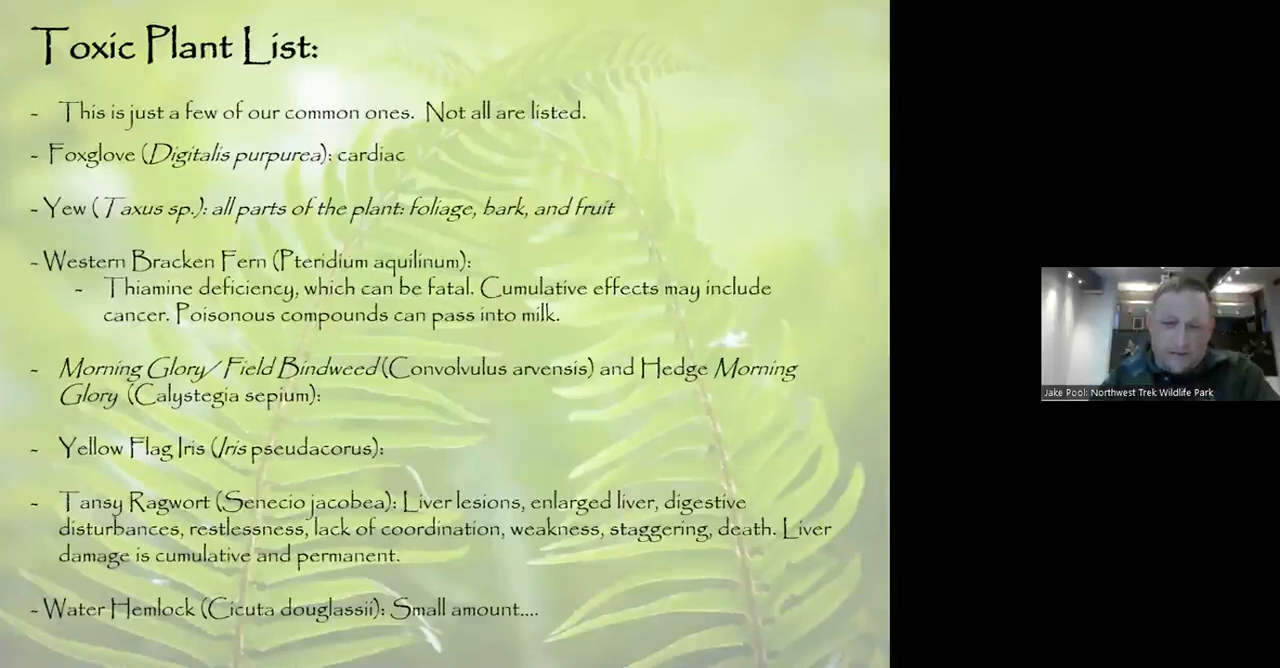 Toxic Plant List:
- This is just a few of our common ones. Not all are listed.
- Foxglove (Digitalis purpurea): cardiac
- Yew ( Taxus sp.): all parts of the plant: foliage, bark, and fruit
- Western Bracken Fern (Pteridium aquilinum):
- Thiamine deficiency, which can be fatal. Cumulative effects may include
cancer. Poisonous compounds can pass into milk.
- Morning Glory/ Field Bindweed (Convolvulus arvensis) and Hedge Morning
Glory (Calystegia sepium):
- Yellow Flag Iris (Iris pseudacorus):
- Tansy Ragwort (Senecio jacobea): Liver lesions, enlarged liver, digestive
disturbances, restlessness, lack of coordination, weakness, staggering, death. Liver
damage is cumulative and permanent.
- Water Hemlock (Cicuta douglassii): Small amount....
Jake Pool: Northwest Trek Wildlife Park